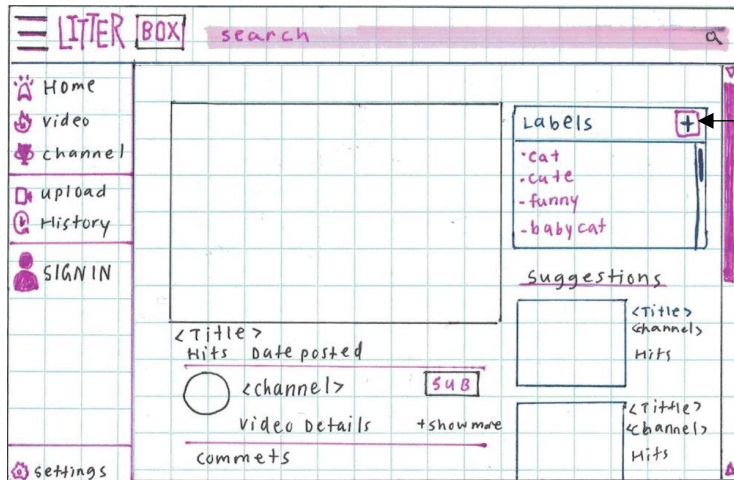 LITTER BOX search
Home
video
channel
upload
History
SIGN IN
settings
<Title>
Hits Date posted
<channel> SUB
Video Details +show more
commets
Labels +
·cat
·cute
-funny
-baby cat
Suggestions
<Title>
<channel>
Hits
<Tittle>
<channel>
Hits